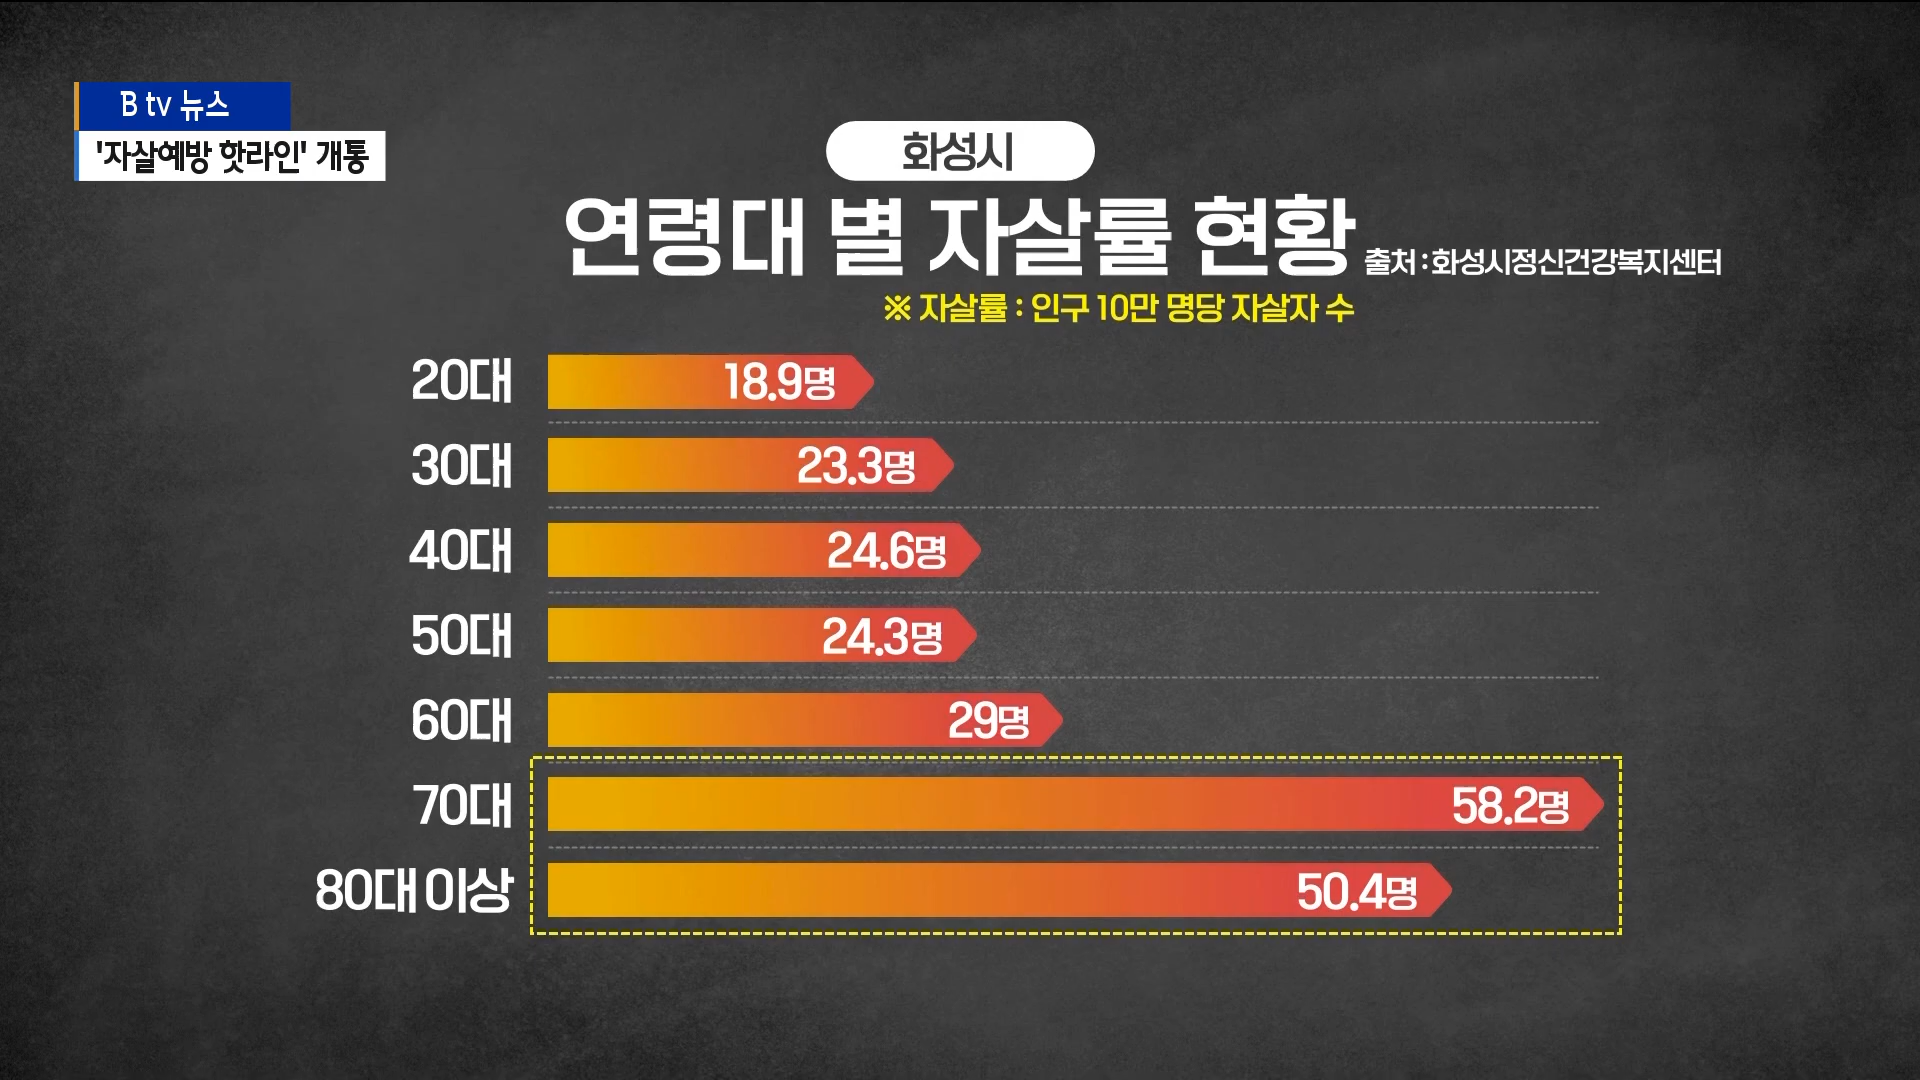 B tv 뉴스
'자살예방 핫라인' 개통
화성시
연령대 별 자살률 현황 출처 : 화성시정신건강복지센터
※ 자살률 : 인구 10만 명당 자살자 수
20대 18.9명
30대 23.3명
40대 24.6명
50대 24.3명
60대 29명
70대 58.2명
80대 이상 50.4명